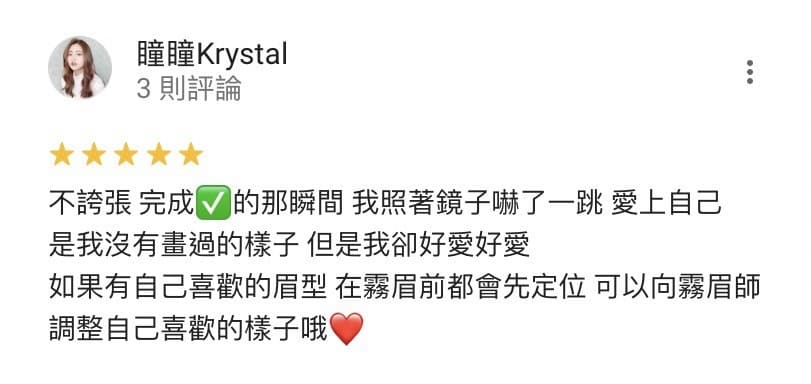 瞳瞳Krystal
3 則評論
不誇張 完成✅的那瞬間 我照著鏡子嚇了一跳 愛上自己
是我沒有畫過的樣子 但是我卻好愛好愛
如果有自己喜歡的眉型 在霧眉前都會先定位 可以向霧眉師
調整自己喜歡的樣子哦❤️